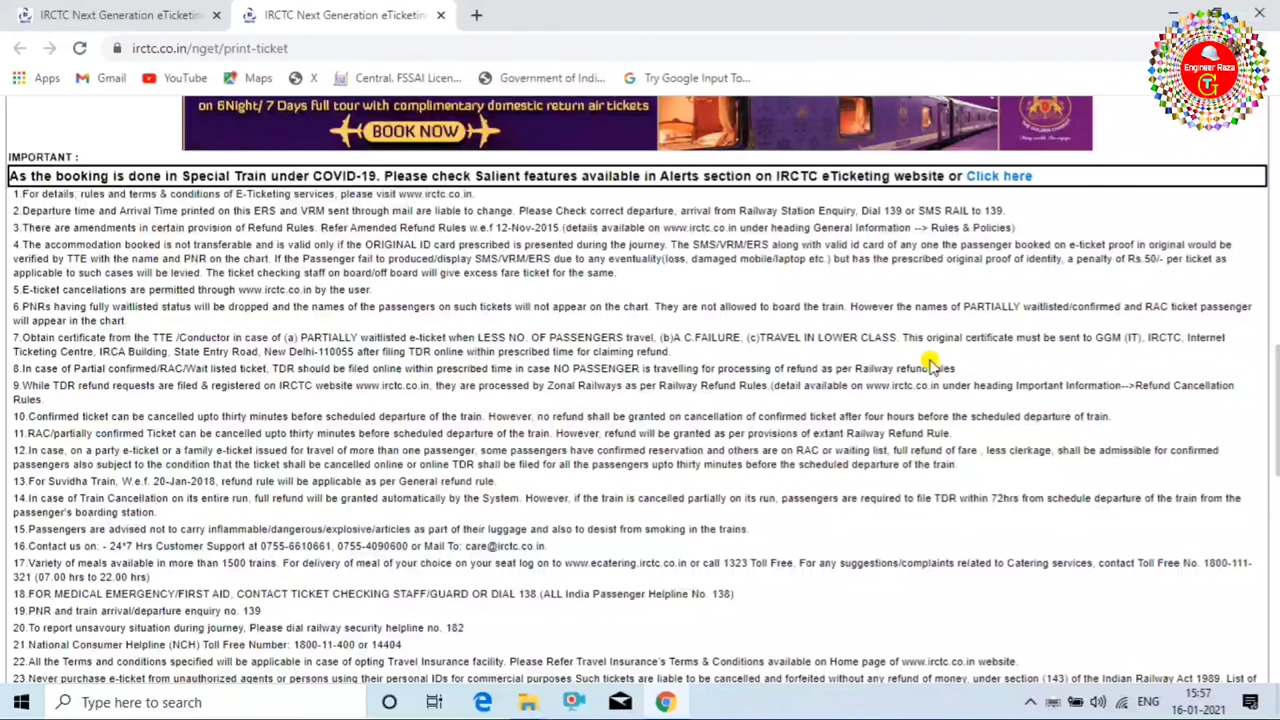 IRCTC Next Generation eTicketing
IRCTC Next Generation eTicketing
irctc.co.in/nget/print-ticket
Engineer Raza
Apps Gmail YouTube Maps X Central, FSSAI Licen... Government of Indi... Try Google Input To...
on 6Night/ 7 Days full tour with complimentary domestic return air tickets
BOOK NOW
IMPORTANT :
As the booking is done in Special Train under COVID-19. Please check Salient features available in Alerts section on IRCTC eTicketing website or Click here
1.For details, rules and terms & conditions of E-Ticketing services, please visit www.irctc.co.in.
2.Departure time and Arrival Time printed on this ERS and VRM sent through mail are liable to change. Please Check correct departure, arrival from Railway Station Enquiry, Dial 139 or SMS RAIL to 139.
3.There are amendments in certain provision of Refund Rules. Refer Amended Refund Rules w.e.f 12-Nov-2015.(details available on www.irctc.co.in under heading General Information --> Rules & Policies)
4.The accommodation booked is not transferable and is valid only if the ORIGINAL ID card prescribed is presented during the journey. The SMS/VRM/ERS along with valid id card of any one the passenger booked on e-ticket proof in original would be
verified by TTE with the name and PNR on the chart. If the Passenger fail to produced/display SMS/VRM/ERS due to any eventuality(loss, damaged mobile/laptop etc.) but has the prescribed original proof of identity, a penalty of Rs.50/- per ticket as
applicable to such cases will be levied. The ticket checking staff on board/off board will give excess fare ticket for the same.
5.E-ticket cancellations are permitted through www.irctc.co.in by the user.
6.PNRs having fully waitlisted status will be dropped and the names of the passengers on such tickets will not appear on the chart. They are not allowed to board the train. However the names of PARTIALLY waitlisted/confirmed and RAC ticket passenger
will appear in the chart.
7.Obtain certificate from the TTE /Conductor in case of (a) PARTIALLY waitlisted e-ticket when LESS NO. OF PASSENGERS travel, (b)A.C.FAILURE, (c)TRAVEL IN LOWER CLASS. This original certificate must be sent to GGM (IT), IRCTC, Internet
Ticketing Centre, IRCA Building, State Entry Road, New Delhi-110055 after filing TDR online within prescribed time for claiming refund.
8.In case of Partial confirmed/RAC/Wait listed ticket, TDR should be filed online within prescribed time in case NO PASSENGER is travelling for processing of refund as per Railway refund rules
9.While TDR refund requests are filed & registered on IRCTC website www.irctc.co.in, they are processed by Zonal Railways as per Railway Refund Rules.(detail available on www.irctc.co.in under heading Important Information-->Refund Cancellation
Rules.
10.Confirmed ticket can be cancelled upto thirty minutes before scheduled departure of the train. However, no refund shall be granted on cancellation of confirmed ticket after four hours before the scheduled departure of train.
11.RAC/partially confirmed Ticket can be cancelled upto thirty minutes before scheduled departure of the train. However, refund will be granted as per provisions of extant Railway Refund Rule.
12.In case, on a party e-ticket or a family e-ticket issued for travel of more than one passenger, some passengers have confirmed reservation and others are on RAC or waiting list, full refund of fare , less clerkage, shall be admissible for confirmed
passengers also subject to the condition that the ticket shall be cancelled online or online TDR shall be filed for all the passengers upto thirty minutes before the scheduled departure of the train.
13.For Suvidha Train, W.e.f. 20-Jan-2018, refund rule will be applicable as per General refund rule.
14.In case of Train Cancellation on its entire run, full refund will be granted automatically by the System. However, if the train is cancelled partially on its run, passengers are required to file TDR within 72hrs from schedule departure of the train from the
passenger's boarding station.
15.Passengers are advised not to carry inflammable/dangerous/explosive/articles as part of their luggage and also to desist from smoking in the trains.
16.Contact us on: - 24*7 Hrs Customer Support at 0755-6610661, 0755-4090600 or Mail To: care@irctc.co.in.
17.Variety of meals available in more than 1500 trains. For delivery of meal of your choice on your seat log on to www.ecatering.irctc.co.in or call 1323 Toll Free. For any suggestions/complaints related to Catering services, contact Toll Free No. 1800-111-
321 (07.00 hrs to 22.00 hrs)
18.FOR MEDICAL EMERGENCY/FIRST AID, CONTACT TICKET CHECKING STAFF/GUARD OR DIAL 138 (ALL India Passenger Helpline No. 138)
19.PNR and train arrival/departure enquiry no. 139
20.To report unsavoury situation during journey, Please dial railway security helpline no. 182
21.National Consumer Helpline (NCH) Toll Free Number: 1800-11-400 or 14404
22.All the Terms and conditions specified will be applicable in case of opting Travel Insurance facility. Please Refer Travel Insurance's Terms & Conditions available on Home page of www.irctc.co.in website.
23.Never purchase e-ticket from unauthorized agents or persons using their personal IDs for commercial purposes.Such tickets are liable to be cancelled and forfeited without any refund of money, under section (143) of the Indian Railway Act 1989. List of
Type here to search
ENG
15:57
16-01-2021